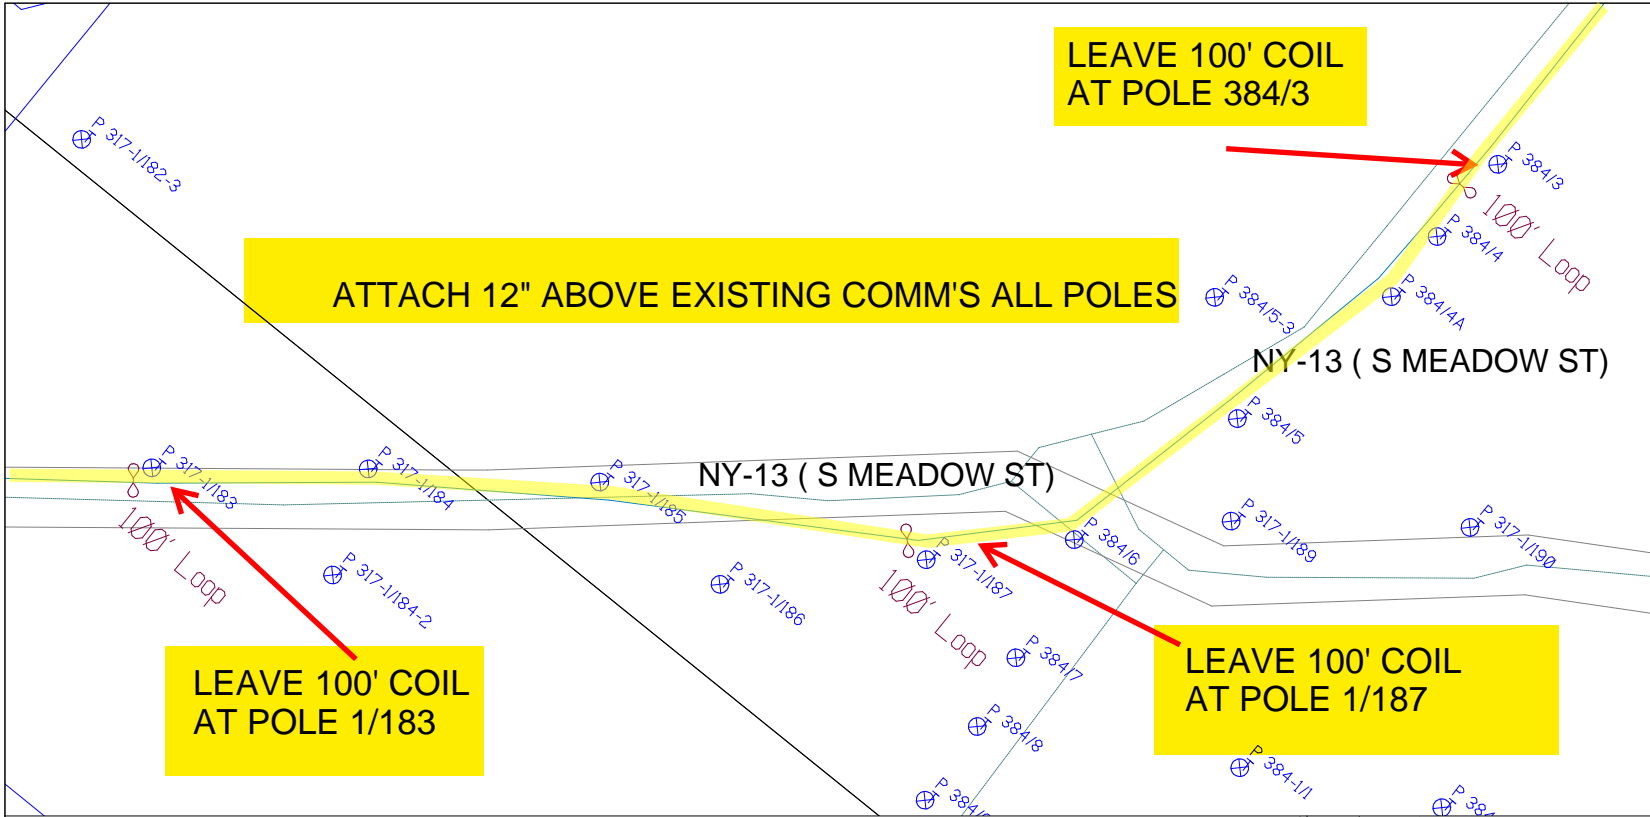 LEAVE 100' COIL
AT POLE 384/3
P 317-1/182-3
P 384/3
100' Loop
P 384/4
ATTACH 12" ABOVE EXISTING COMM'S ALL POLES
P 384/5-3
P 384/4A
NY-13 ( S MEADOW ST)
P 384/5
P 317-1/183
P 317-1/184
P 317-1/185
NY-13 ( S MEADOW ST)
100' Loop
P 384/6
P 317-1/189
P 317-1/190
P 317-1/184-2
P 317-1/186
P 317-1/187
100' Loop
P 384/7
LEAVE 100' COIL
AT POLE 1/183
LEAVE 100' COIL
AT POLE 1/187
P 384/8
P 384-1/1
P 384/
P 384